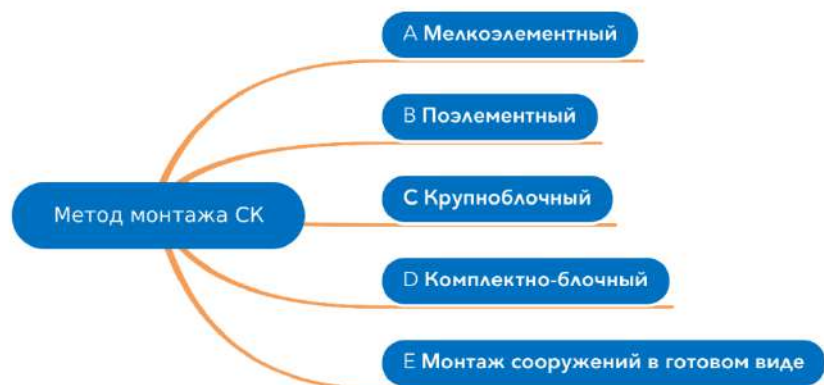 A Мелкоэлементный
B Поэлементный
Метод монтажа СК
C Крупноблочный
D Комплектно-блочный
E Монтаж сооружений в готовом виде